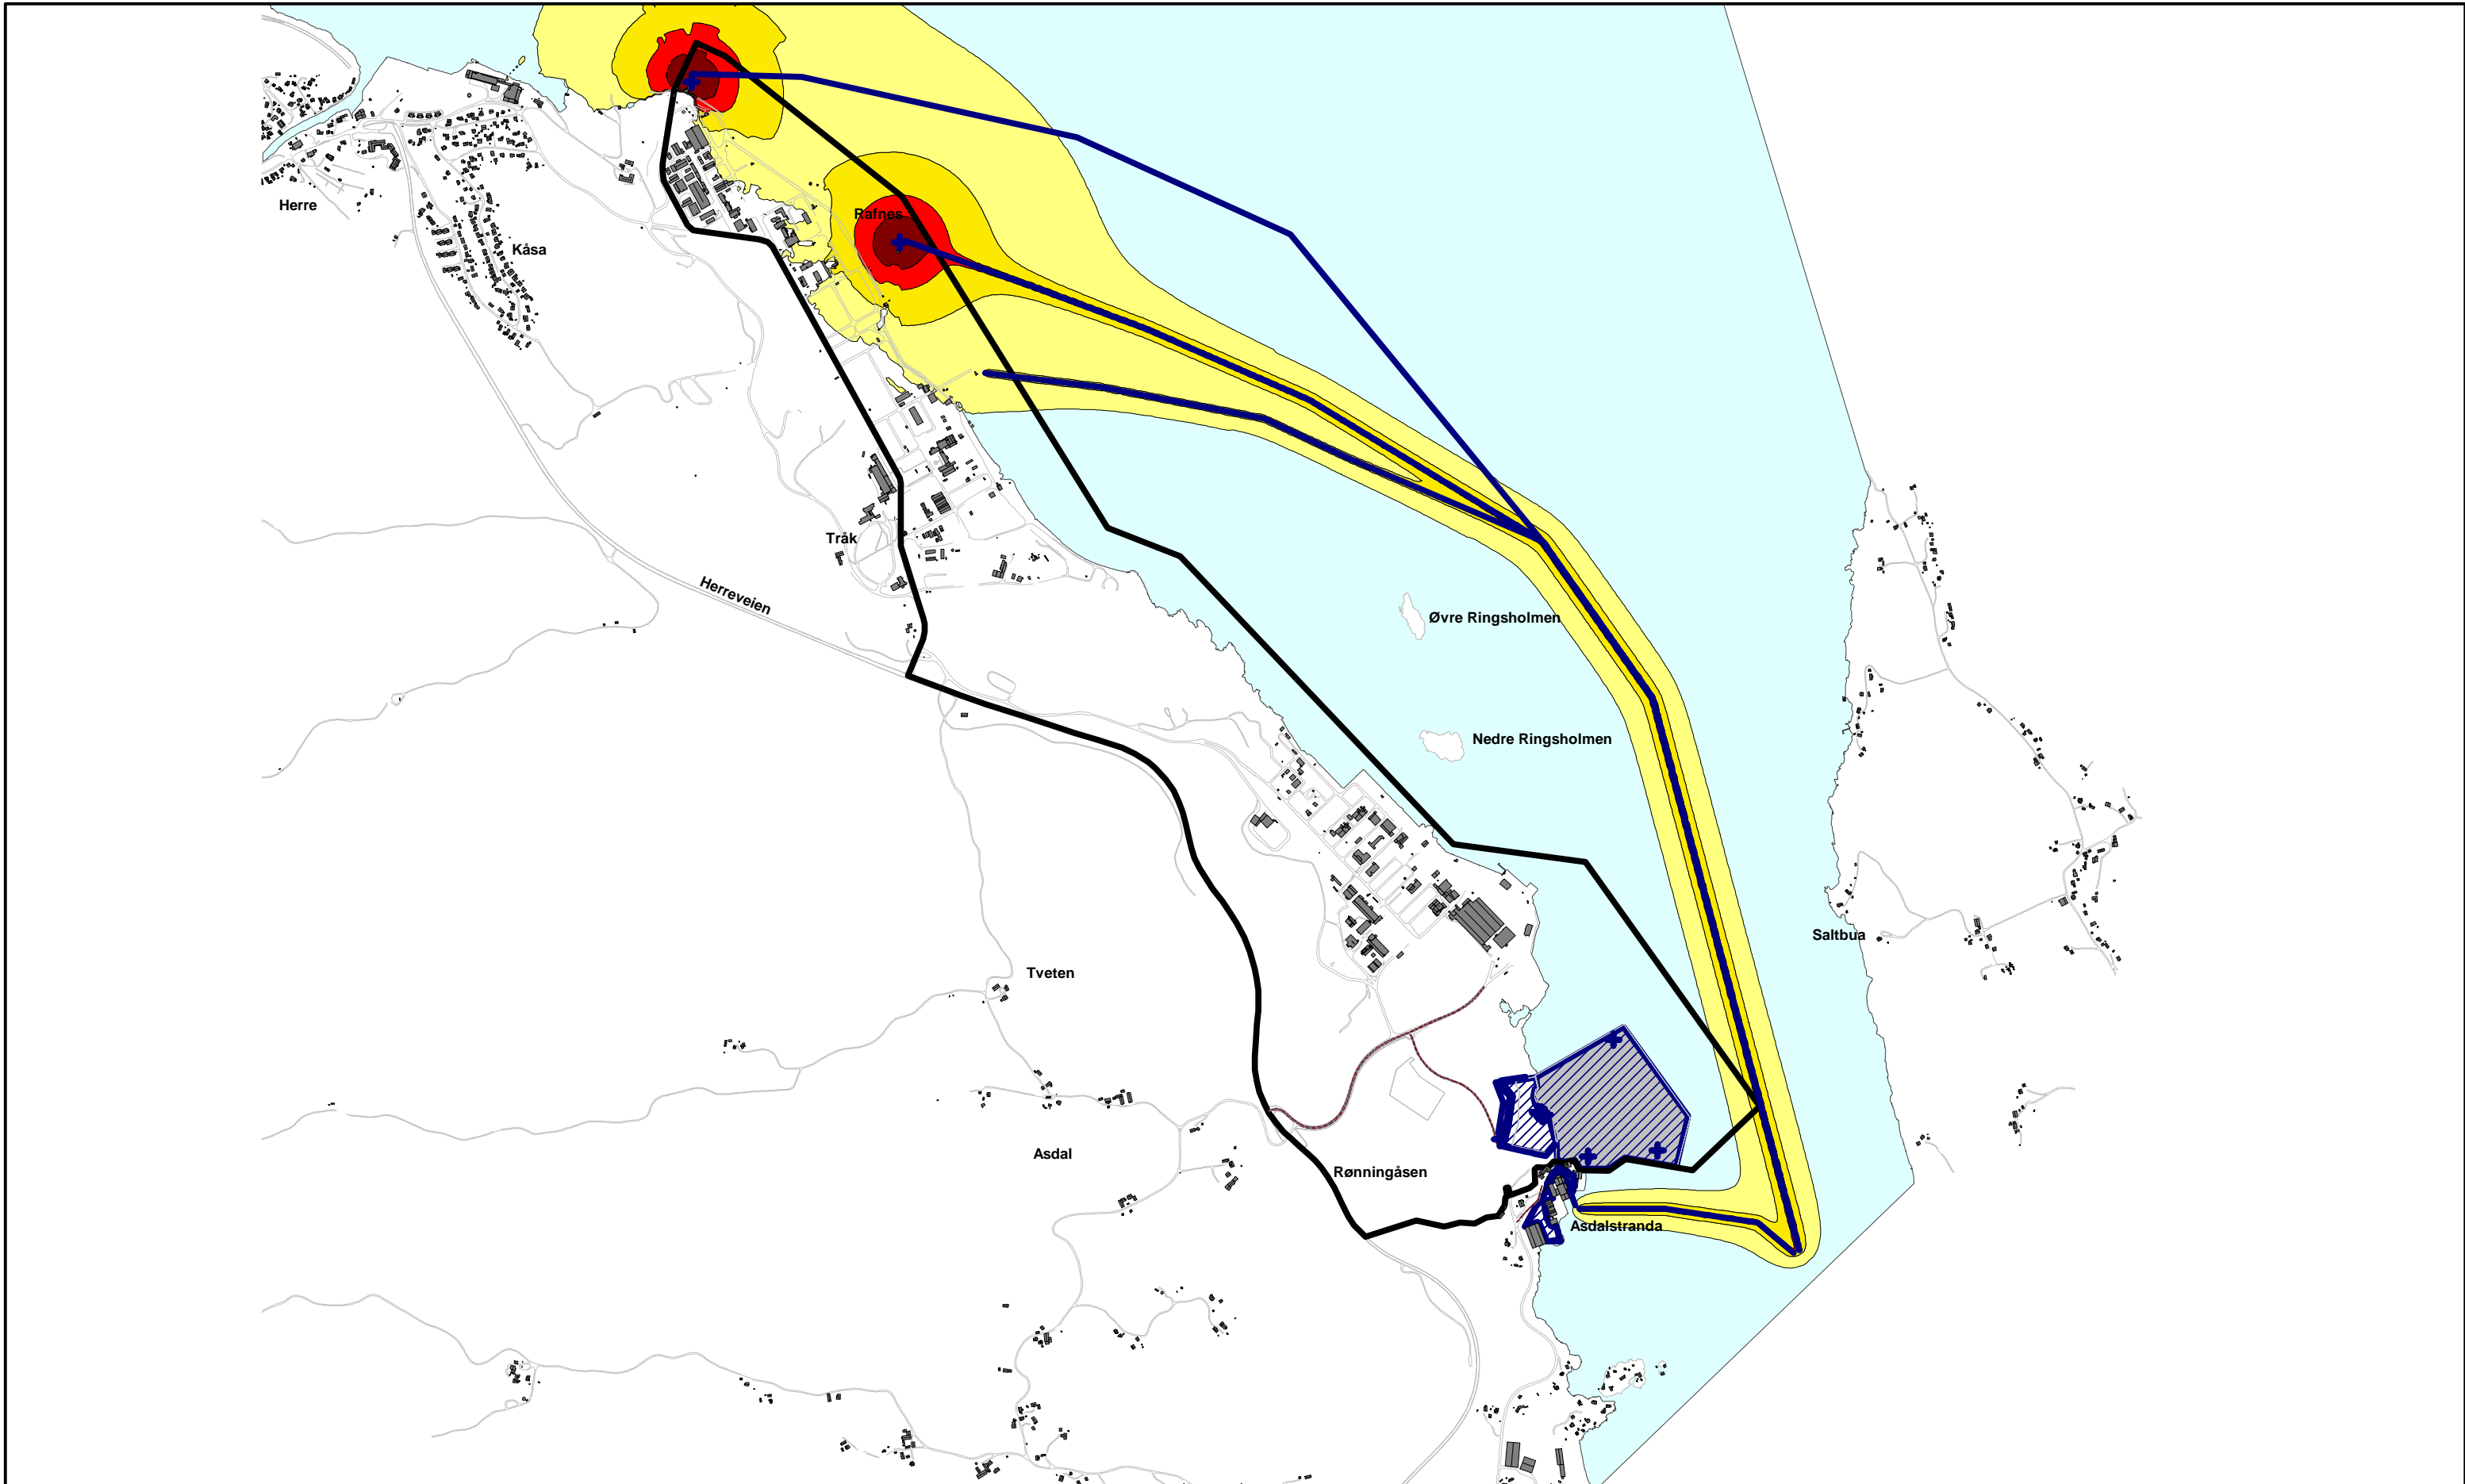 Herre
Rafnes
Kåsa
Tråk
Herreveien
Øvre Ringsholmen
Nedre Ringsholmen
Saltbua
Tveten
Asdal
Rønningåsen
Asdalstranda